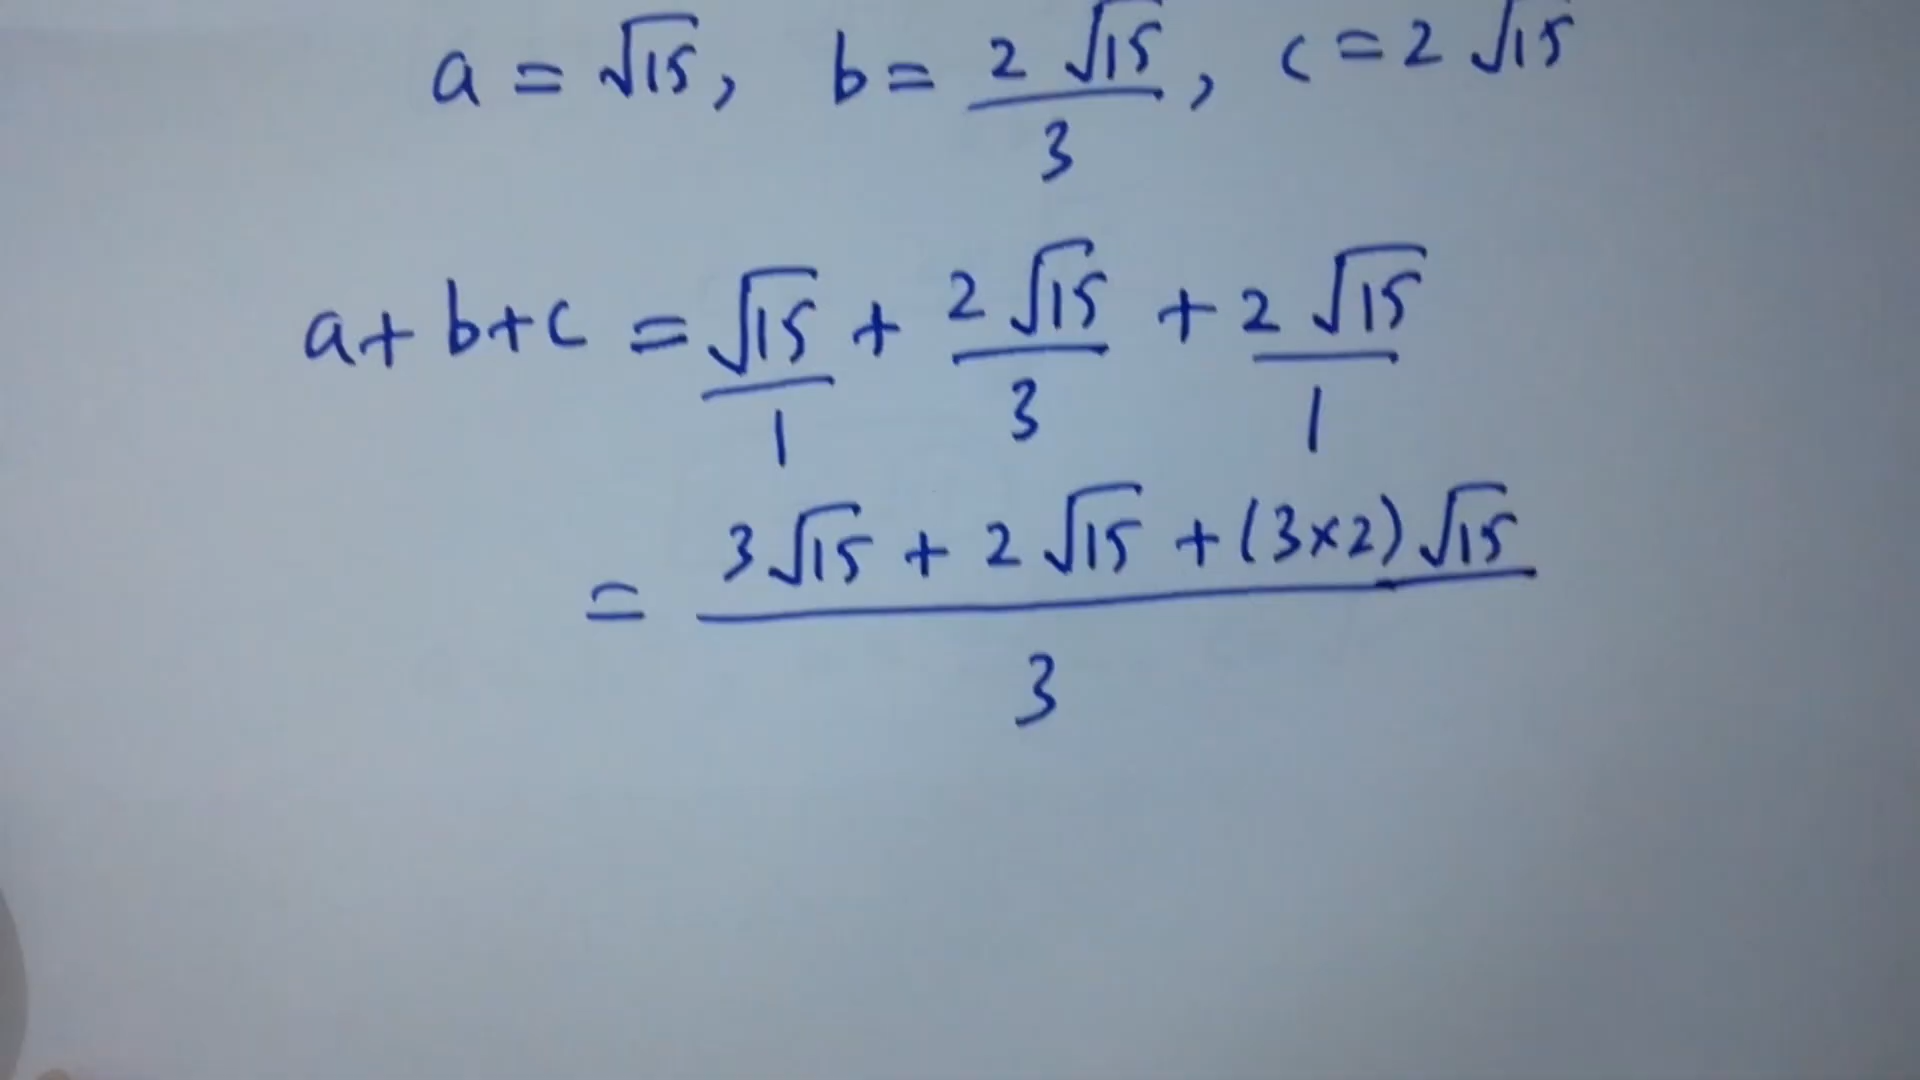 a = √15, b = 2√15/3, c = 2√15
a + b + c = √15/1 + 2√15/3 + 2√15/1
= (3√15 + 2√15 + (3×2)√15)/3